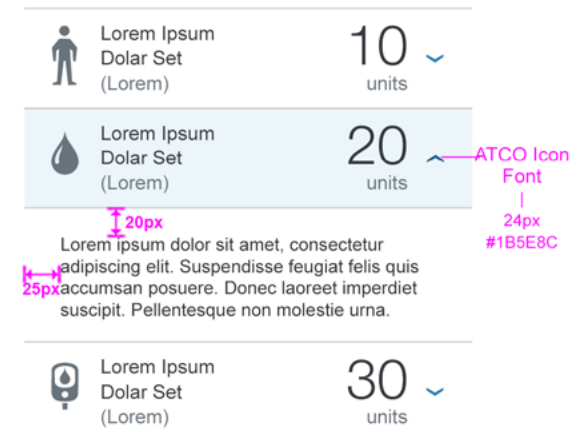 Lorem Ipsum
Dolar Set
(Lorem)
10
units
Lorem Ipsum
Dolar Set
(Lorem)
20
units
ATCO Icon
Font
24px
#1B5E8C
20px
Lorem ipsum dolor sit amet, consectetur
adipiscing elit. Suspendisse feugiat felis quis
25px
accumsan posuere. Donec laoreet imperdiet
suscipit. Pellentesque non molestie urna.
Lorem Ipsum
Dolar Set
(Lorem)
30
units